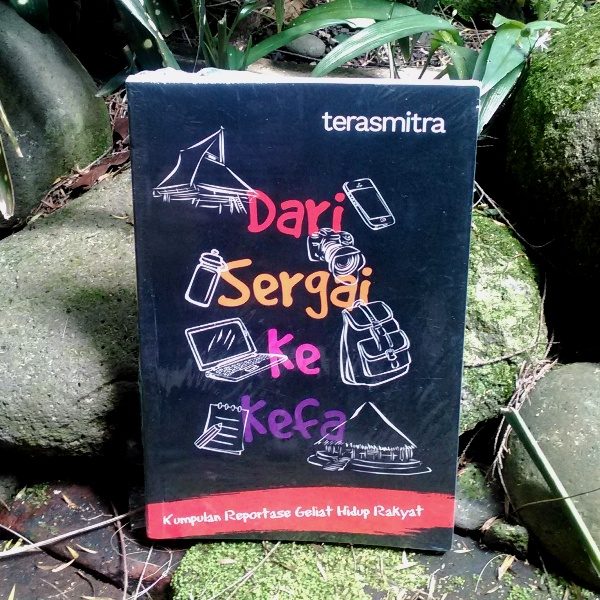 terasmitra
Dari
Sergai
Ke
Kefa
Kumpulan Reportase Geliat Hidup Rakyat